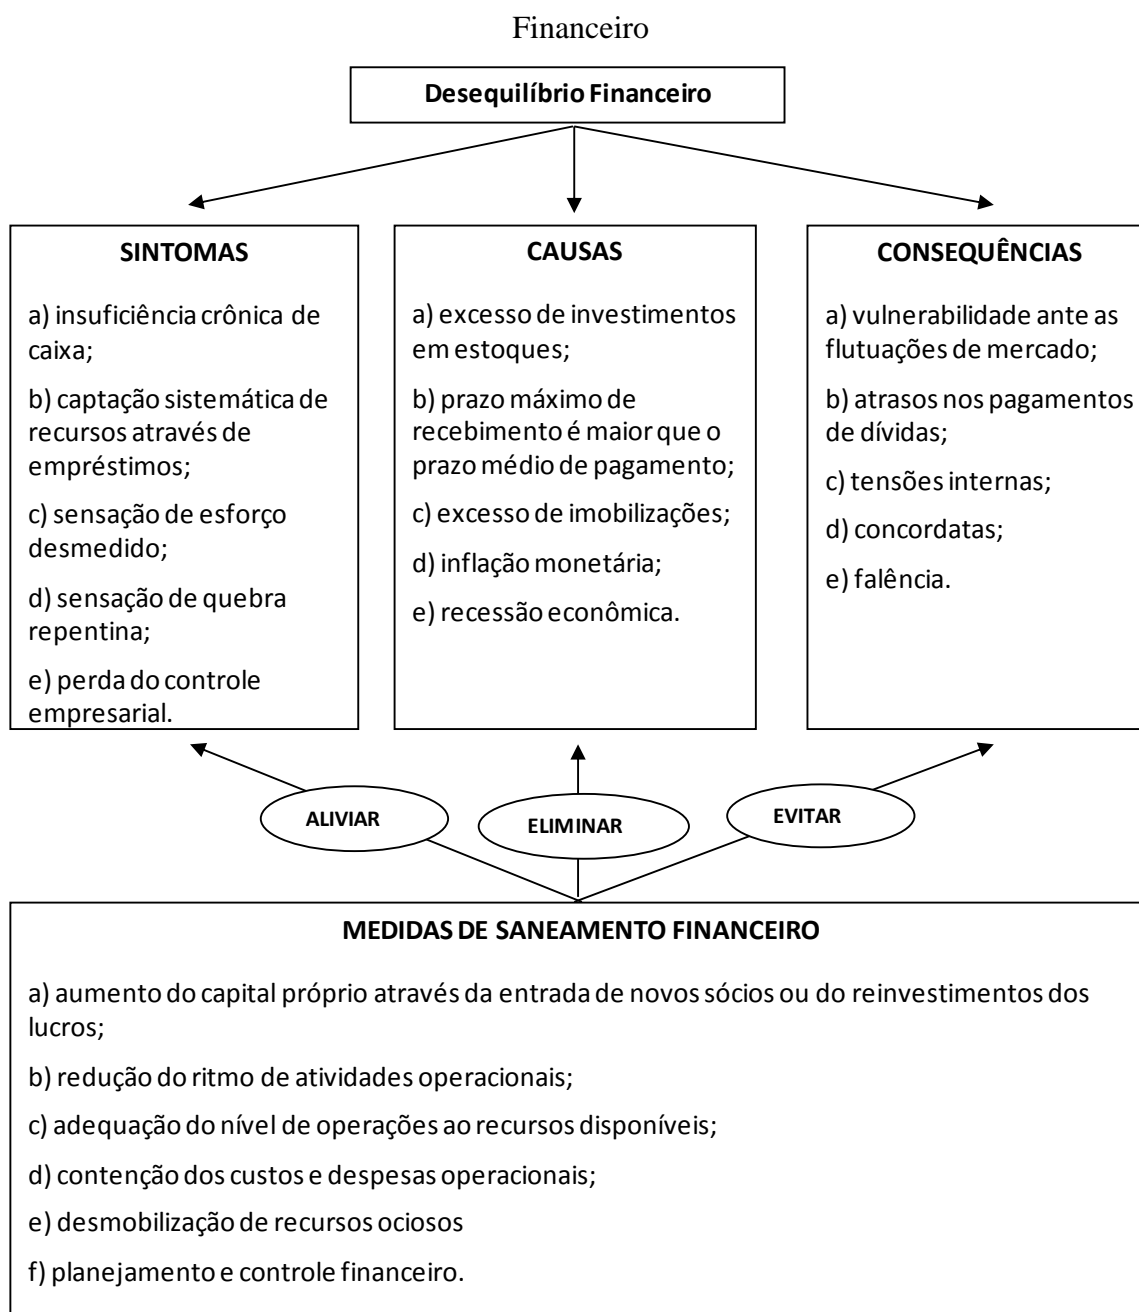 Financeiro
Desequilíbrio Financeiro
SINTOMAS
a) insuficiência crônica de
caixa;
b) captação sistemática de
recursos através de
empréstimos;
c) sensação de esforço
desmedido;
d) sensação de quebra
repentina;
e) perda do controle
empresarial.
CAUSAS
a) excesso de investimentos
em estoques;
b) prazo máximo de
recebimento é maior que o
prazo médio de pagamento;
c) excesso de imobilizações;
d) inflação monetária;
e) recessão econômica.
CONSEQUÊNCIAS
a) vulnerabilidade ante as
flutuações de mercado;
b) atrasos nos pagamentos
de dívidas;
c) tensões internas;
d) concordatas;
e) falência.
ALIVIAR
ELIMINAR
EVITAR
MEDIDAS DE SANEAMENTO FINANCEIRO
a) aumento do capital próprio através da entrada de novos sócios ou do reinvestimentos dos
lucros;
b) redução do ritmo de atividades operacionais;
c) adequação do nível de operações ao recursos disponíveis;
d) contenção dos custos e despesas operacionais;
e) desmobilização de recursos ociosos
f) planejamento e controle financeiro.